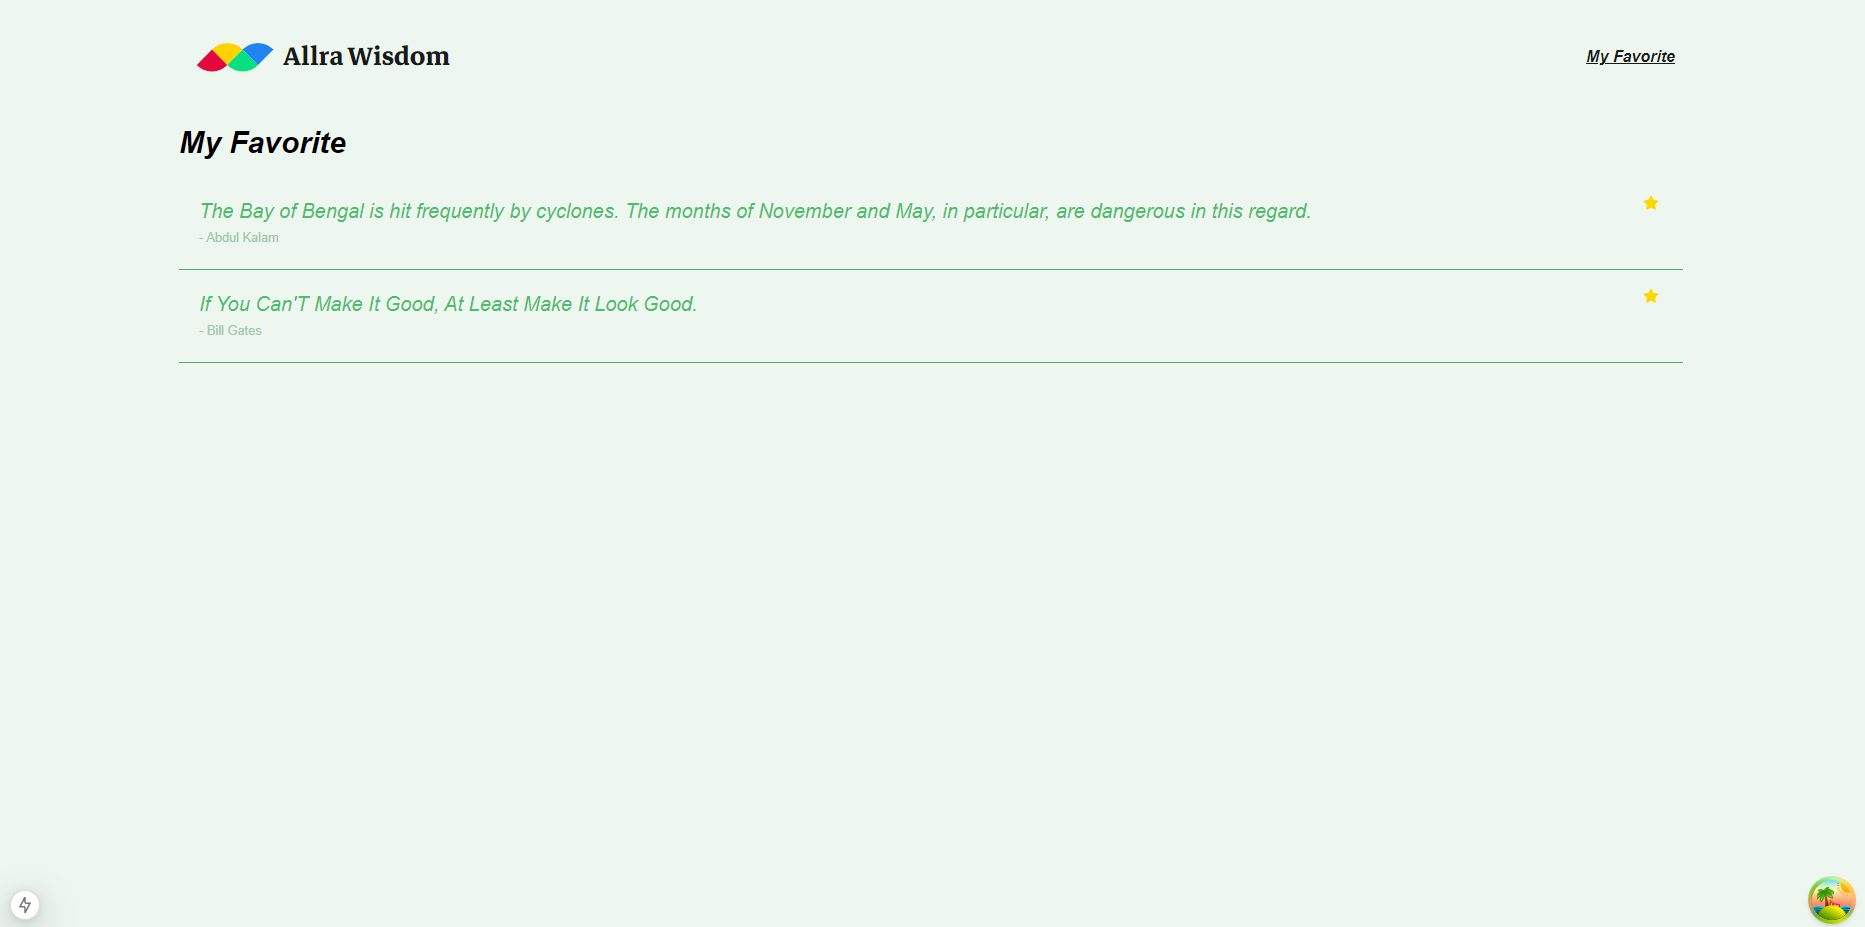 Allra Wisdom
My Favorite
My Favorite
The Bay of Bengal is hit frequently by cyclones. The months of November and May, in particular, are dangerous in this regard.
- Abdul Kalam
If You Can'T Make It Good, At Least Make It Look Good.
- Bill Gates